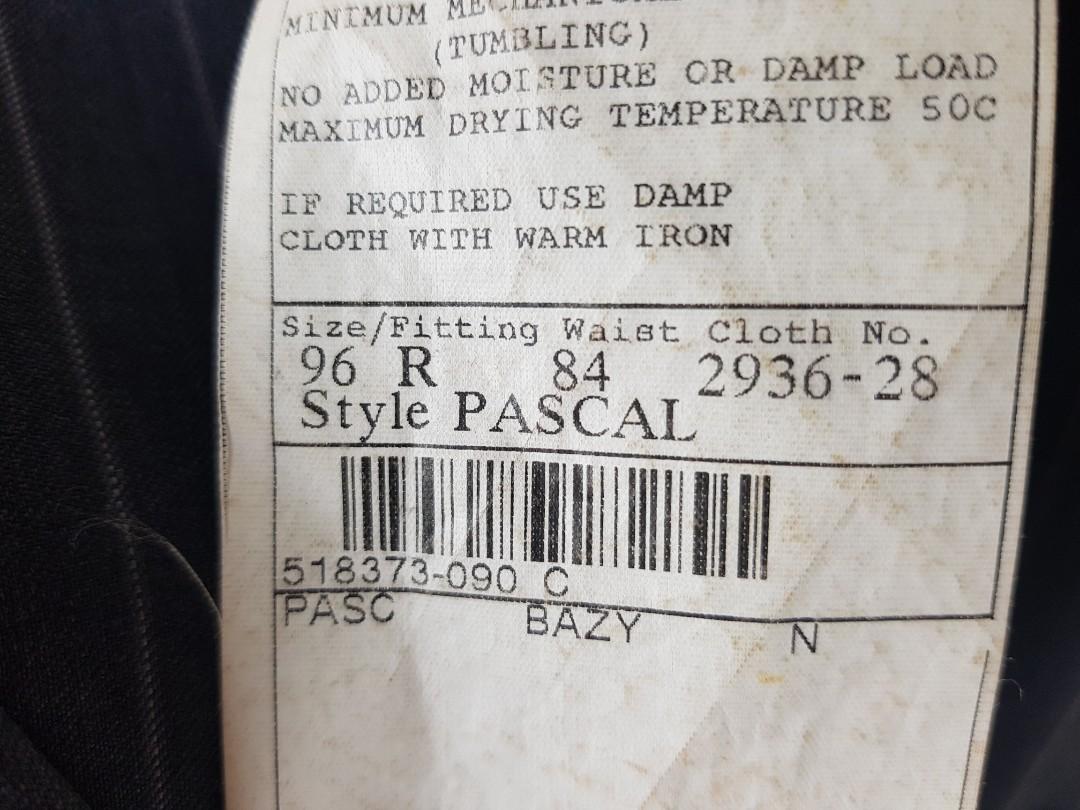 MINIMUM
(TUMBLING)
NO ADDED MOISTURE OR DAMP LOAD
MAXIMUM DRYING TEMPERATURE 50C
IF REQUIRED USE DAMP
CLOTH WITH WARM IRON
Size/Fitting Waist Cloth No.
96 R 84 2936-28
Style PASCAL
518373-090 C
PASC BAZY N